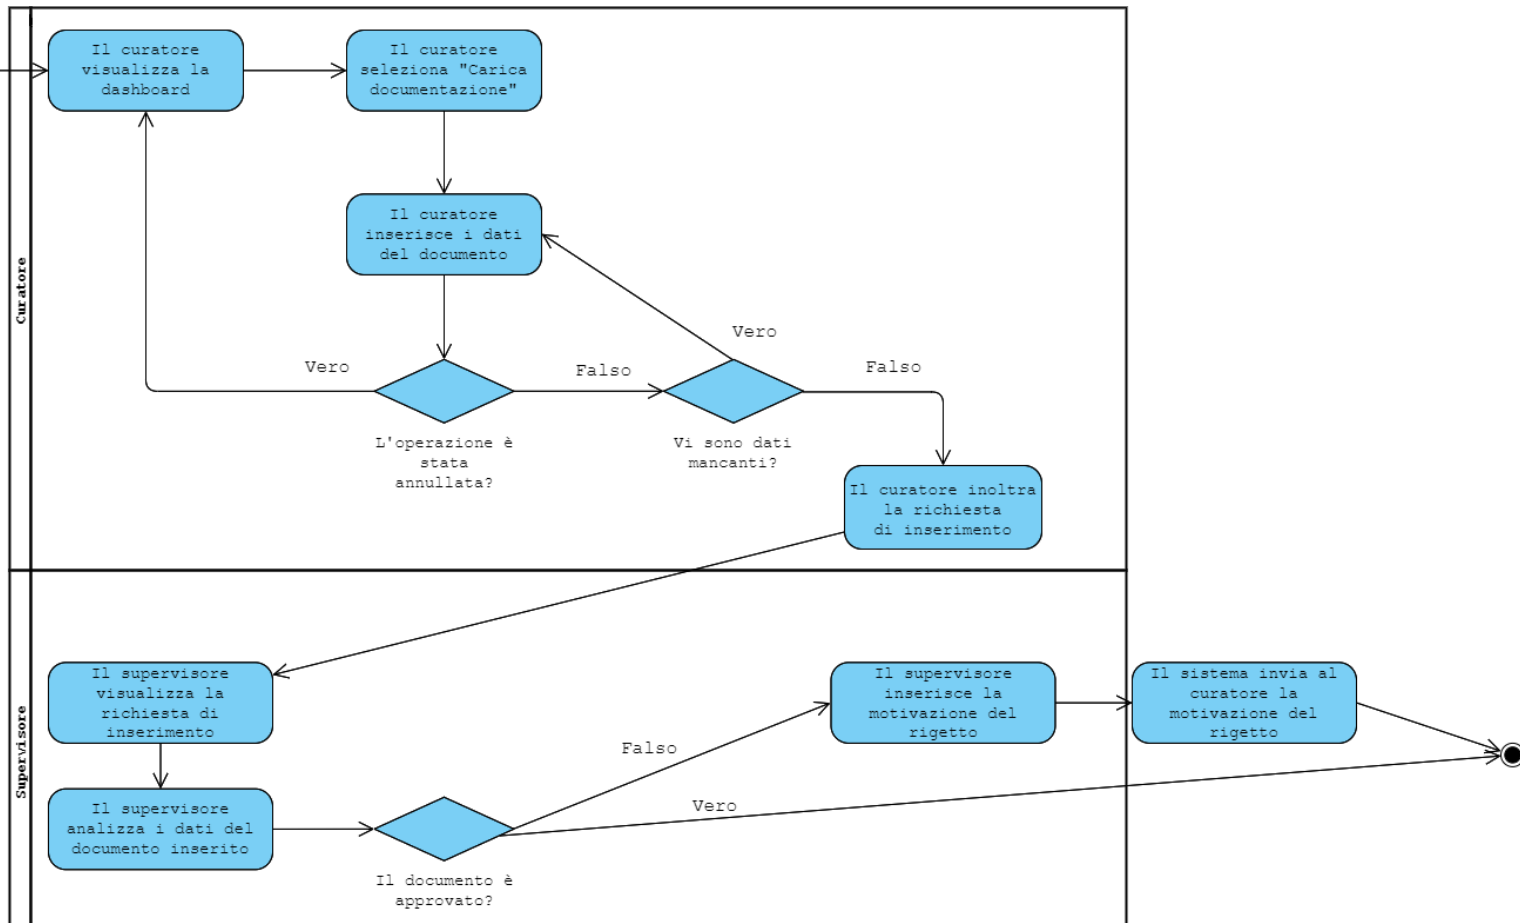 Curatore
Il curatore
visualizza la
dashboard
Il curatore
seleziona "Carica
documentazione"
Il curatore
inserisce i dati
del documento
Vero
Falso
Vero
Falso
L'operazione è
stata
annullata?
Vi sono dati
mancanti?
Il curatore inoltra
la richiesta
di inserimento
Supervisore
Il supervisore
visualizza la
richiesta di
inserimento
Il supervisore
inserisce la
motivazione del
rigetto
Il sistema invia al
curatore la
motivazione del
rigetto
Falso
Vero
Il supervisore
analizza i dati del
documento inserito
Il documento è
approvato?